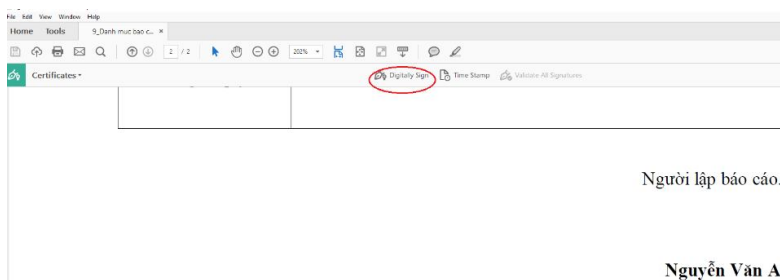 File Edit View Window Help
Home Tools 9_Danh muc bao c... ×
2 / 2 202%
Certificates Digitally Sign Time Stamp Validate All Signatures
Người lập báo cáo
Nguyễn Văn A